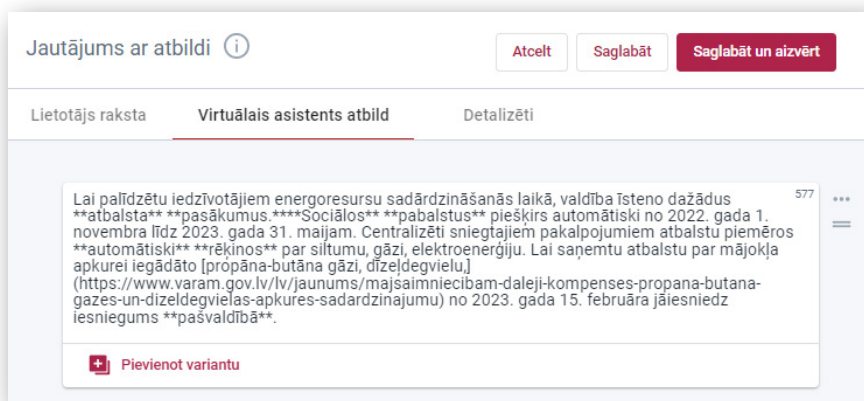 Jautājums ar atbildi
Atcelt
Saglabāt
Saglabāt un aizvērt
Lietotājs raksta
Virtuālais asistents atbild
Detalizēti
577
Lai palīdzētu iedzīvotājiem energoresursu sadārdzināšanās laikā, valdība īsteno dažādus
**atbalsta** **pasākumus.****Sociālos** **pabalstus** piešķirs automātiski no 2022. gada 1.
novembra līdz 2023. gada 31. maijam. Centralizēti sniegtajiem pakalpojumiem atbalstu piemēros
**automātiski** **rēķinos** par siltumu, gāzi, elektroenerģiju. Lai saņemtu atbalstu par mājokļa
apkurei iegādāto [propāna-butāna gāzi, dīzeļdegvielu,]
(https://www.varam.gov.lv/lv/jaunums/majsaimniecibam-daleji-kompenses-propana-butana-
gazes-un-dizeldegvielas-apkures-sadardzinajumu) no 2023. gada 15. februāra jāiesniedz
iesniegums **pašvaldībā**.
Pievienot variantu